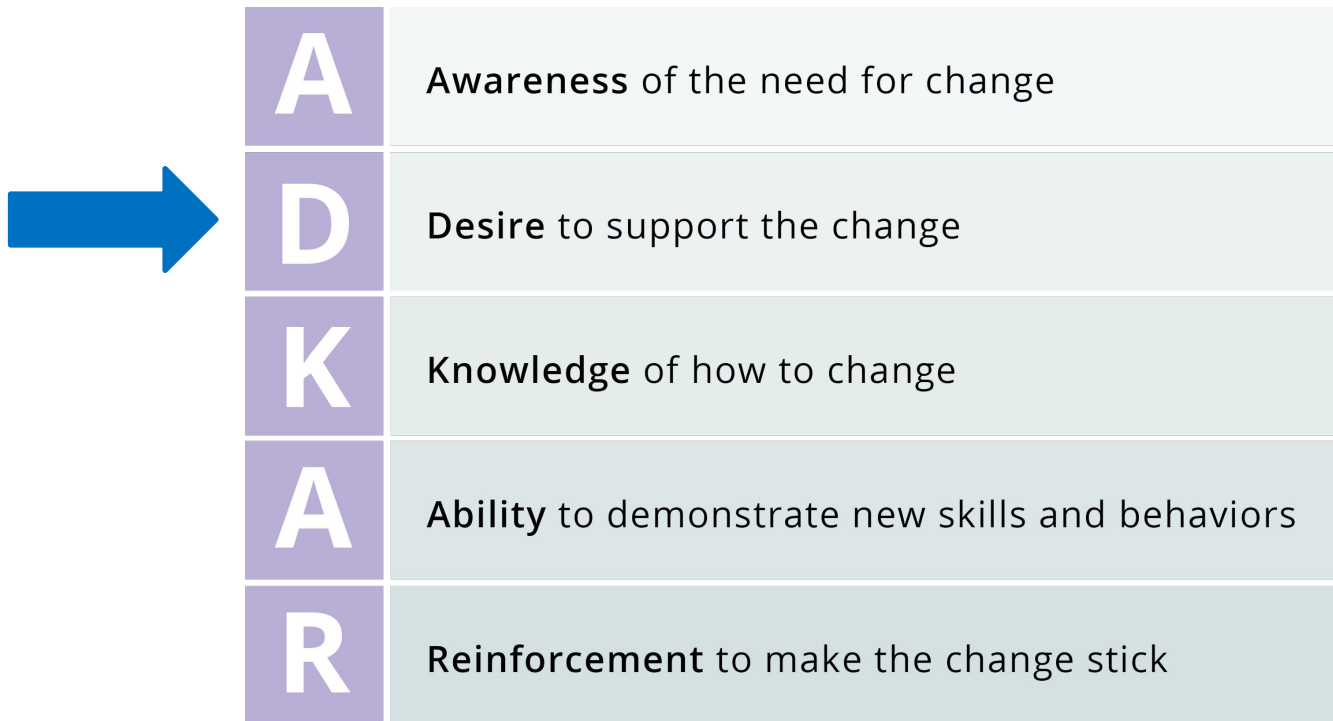 A
Awareness of the need for change
D
Desire to support the change
K
Knowledge of how to change
A
Ability to demonstrate new skills and behaviors
R
Reinforcement to make the change stick